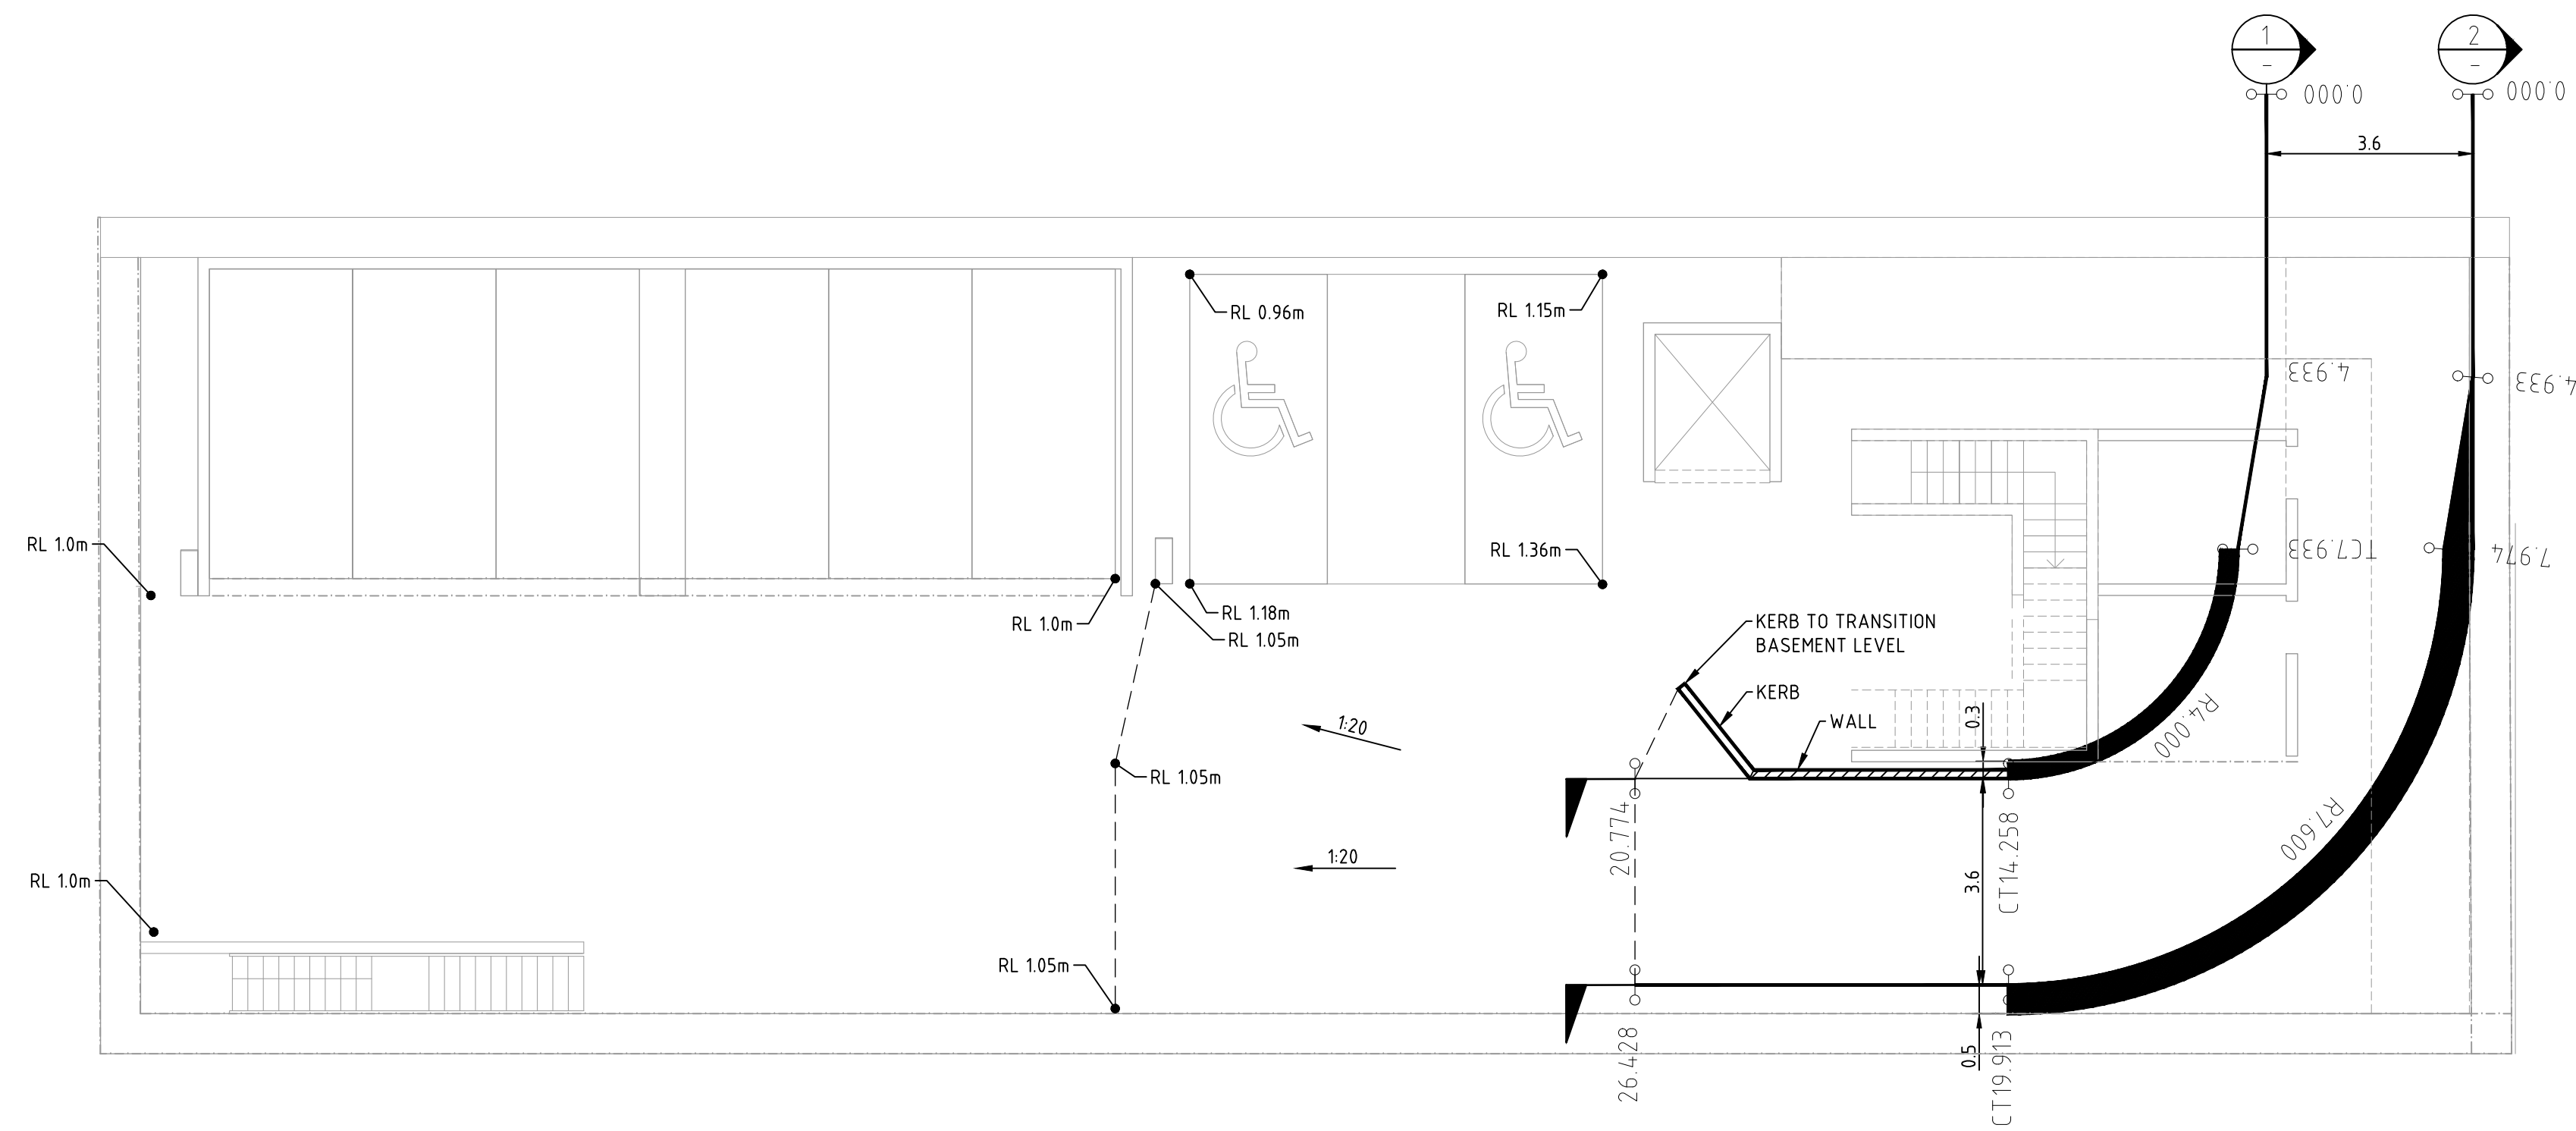 1
–
2
–
0.000
0.000
3.6
RL 0.96m
RL 1.15m
4.933
4.933
RL 1.0m
RL 1.36m
TC7.933
7.974
RL 1.0m
RL 1.18m
RL 1.05m
KERB TO TRANSITION
BASEMENT LEVEL
KERB
WALL
0.3
R4.000
1:20
RL 1.05m
20.774
CT14.258
R7.600
1:20
3.6
RL 1.0m
RL 1.05m
26.428
0.5
CT19.913